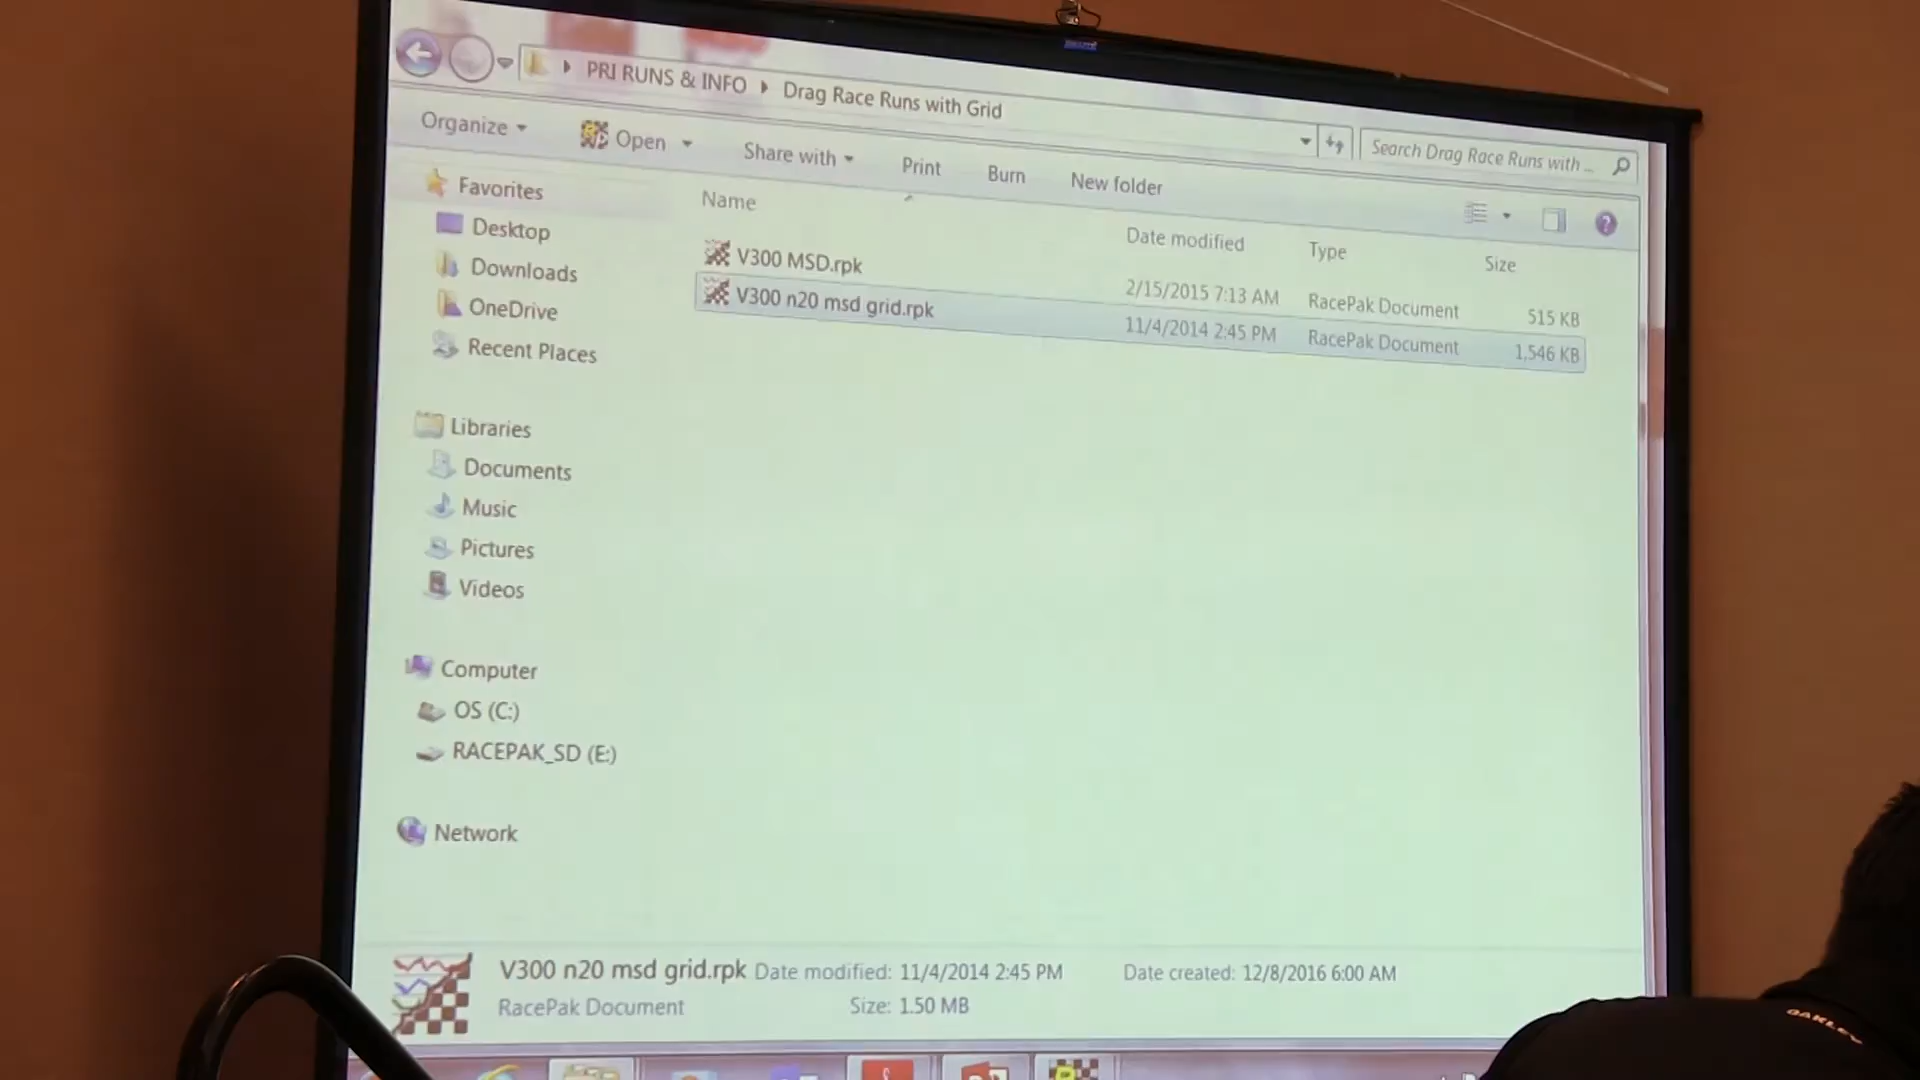 PRI RUNS & INFO Drag Race Runs with Grid
Search Drag Race Runs with ...
Organize Open Share with Print Burn New folder
Favorites
Desktop
Downloads
OneDrive
Recent Places
Libraries
Documents
Music
Pictures
Videos
Computer
OS (C:)
RACEPAK_SD (E:)
Network
Name Date modified Type Size
V300 MSD.rpk 2/15/2015 7:13 AM RacePak Document 515 KB
V300 n20 msd grid.rpk 11/4/2014 2:45 PM RacePak Document 1,546 KB
V300 n20 msd grid.rpk Date modified: 11/4/2014 2:45 PM Date created: 12/8/2016 6:00 AM
RacePak Document Size: 1.50 MB
OAKLEY